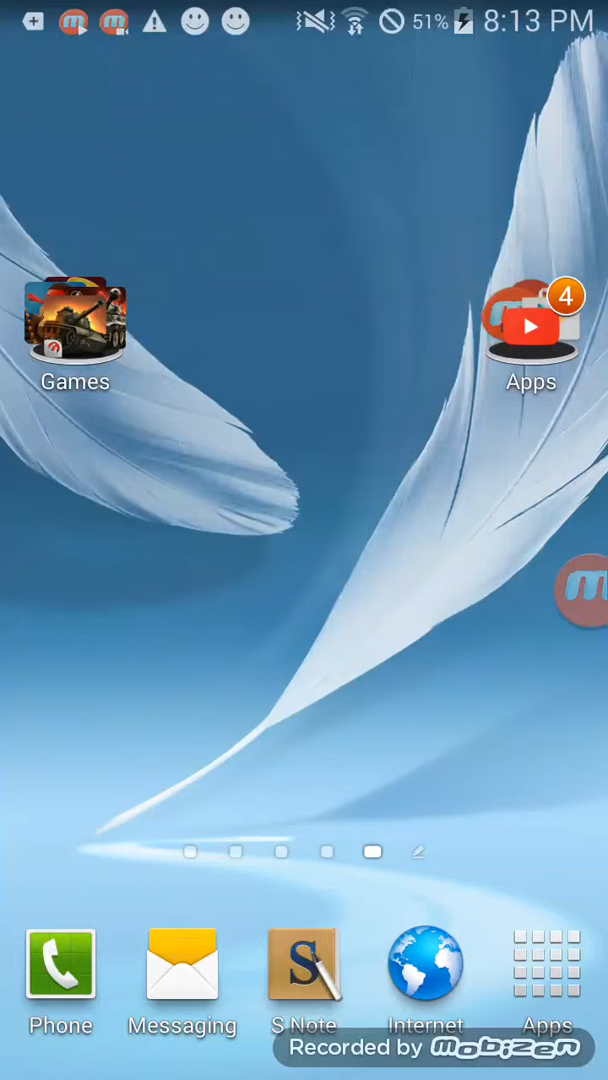 51% 8:13 PM
4
Games
Apps
Phone
Messaging
S Note
Internet
Apps
Recorded by mobizen